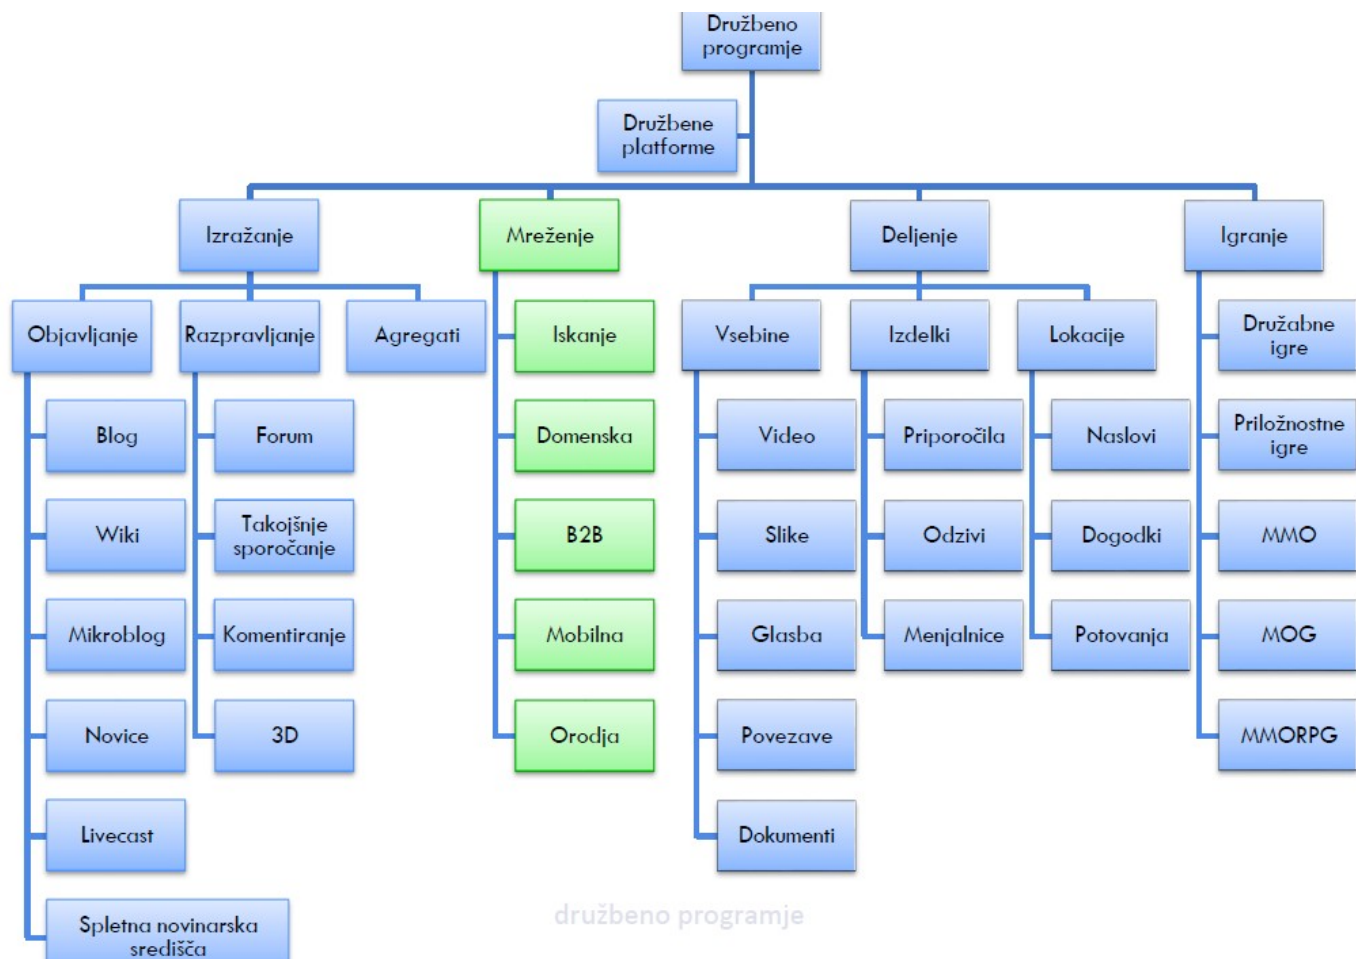 Družbeno
programje
Družbene
platforme
Izražanje
Mreženje
Deljenje
Igranje
Objavljanje
Razpravljanje
Agregati
Iskanje
Vsebine
Izdelki
Lokacije
Družabne
igre
Blog
Forum
Domenska
Video
Priporočila
Naslovi
Priložnostne
igre
Wiki
Takojšnje
sporočanje
B2B
Slike
Odzivi
Dogodki
MMO
Mikroblog
Komentiranje
Mobilna
Glasba
Menjalnice
Potovanja
MOG
Novice
3D
Orodja
Povezave
MMORPG
Livecast
Dokumenti
Spletna novinarska
središča
družbeno programje